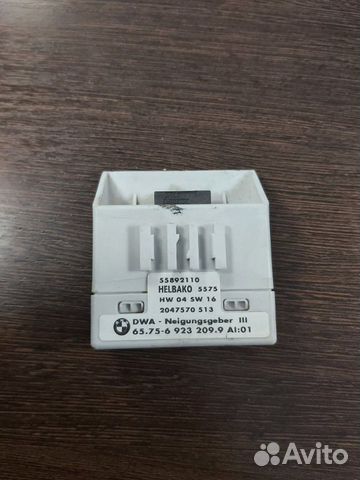 55892110
HELBAKO 5575
HW 04 SW 16
2047570 513
DWA - Neigungsgeber III
65.75-6 923 209.9 AI:01
Avito